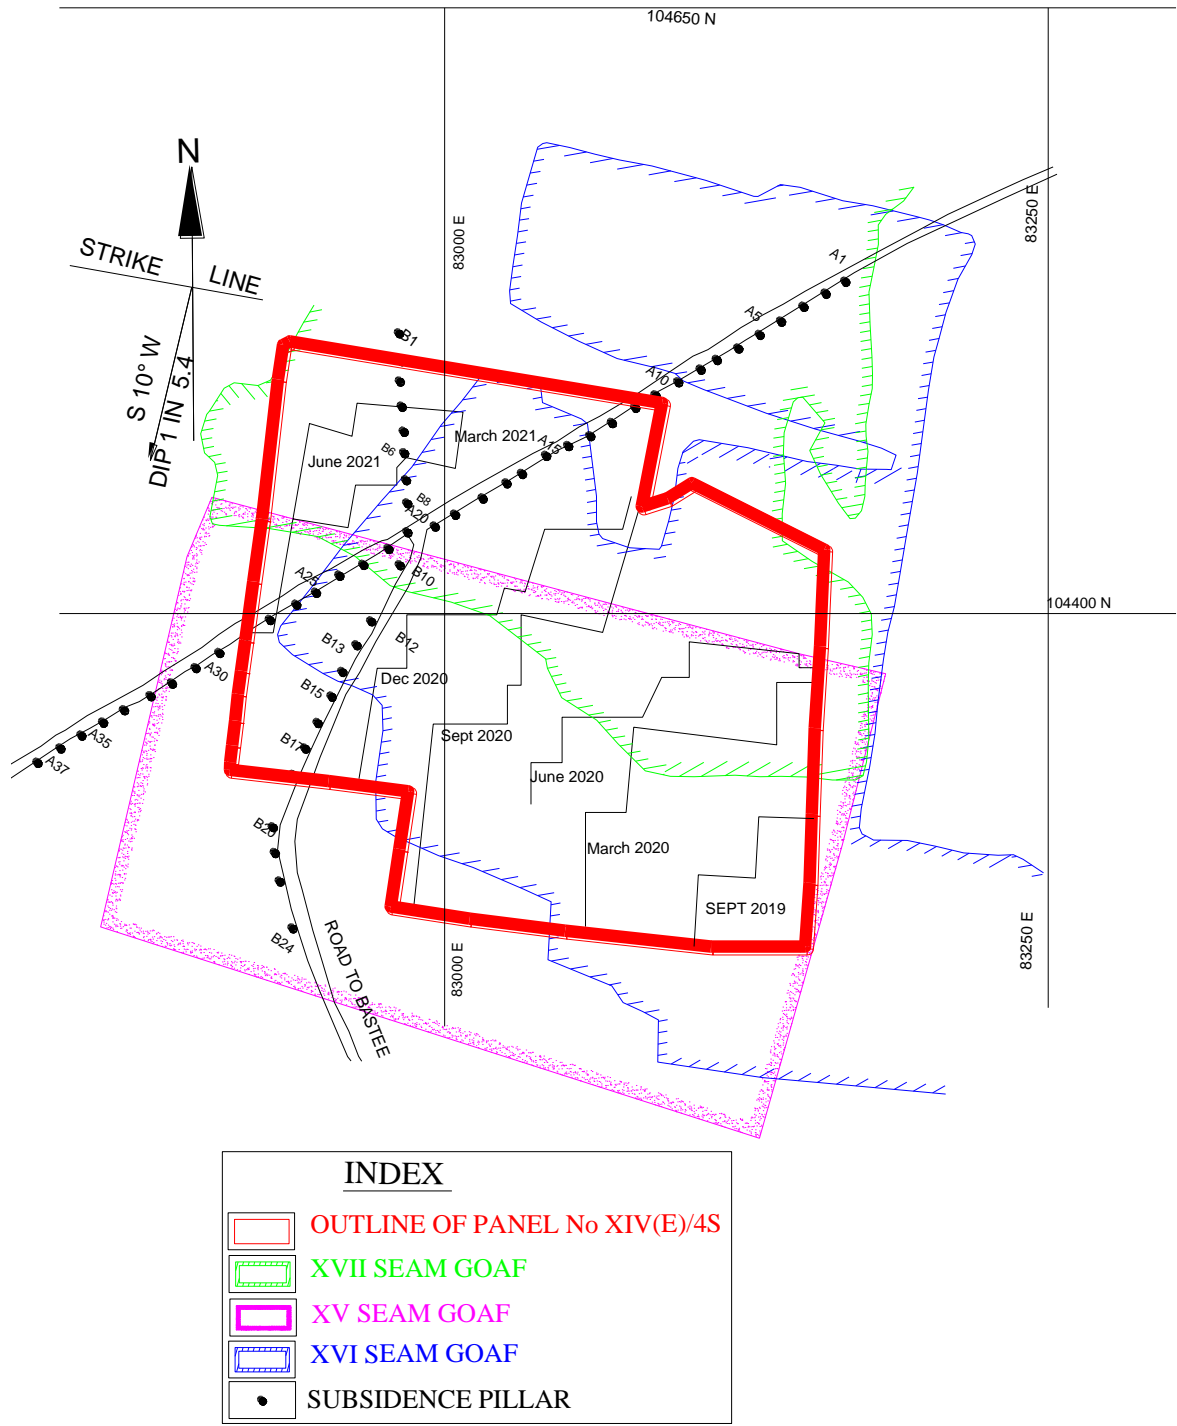 104650 N
N
STRIKE LINE
S 10° W
DIP 1 IN 5.4
83000 E
83250 E
A1
A5
A10
A15
A20
A25
A30
A35
A37
B1
B6
B8
B10
B12
B13
B15
B17
B20
B24
March 2021
June 2021
104400 N
Dec 2020
Sept 2020
June 2020
March 2020
SEPT 2019
ROAD TO BASTEE
83000 E
83250 E
INDEX
OUTLINE OF PANEL No XIV(E)/4S
XVII SEAM GOAF
XV SEAM GOAF
XVI SEAM GOAF
SUBSIDENCE PILLAR